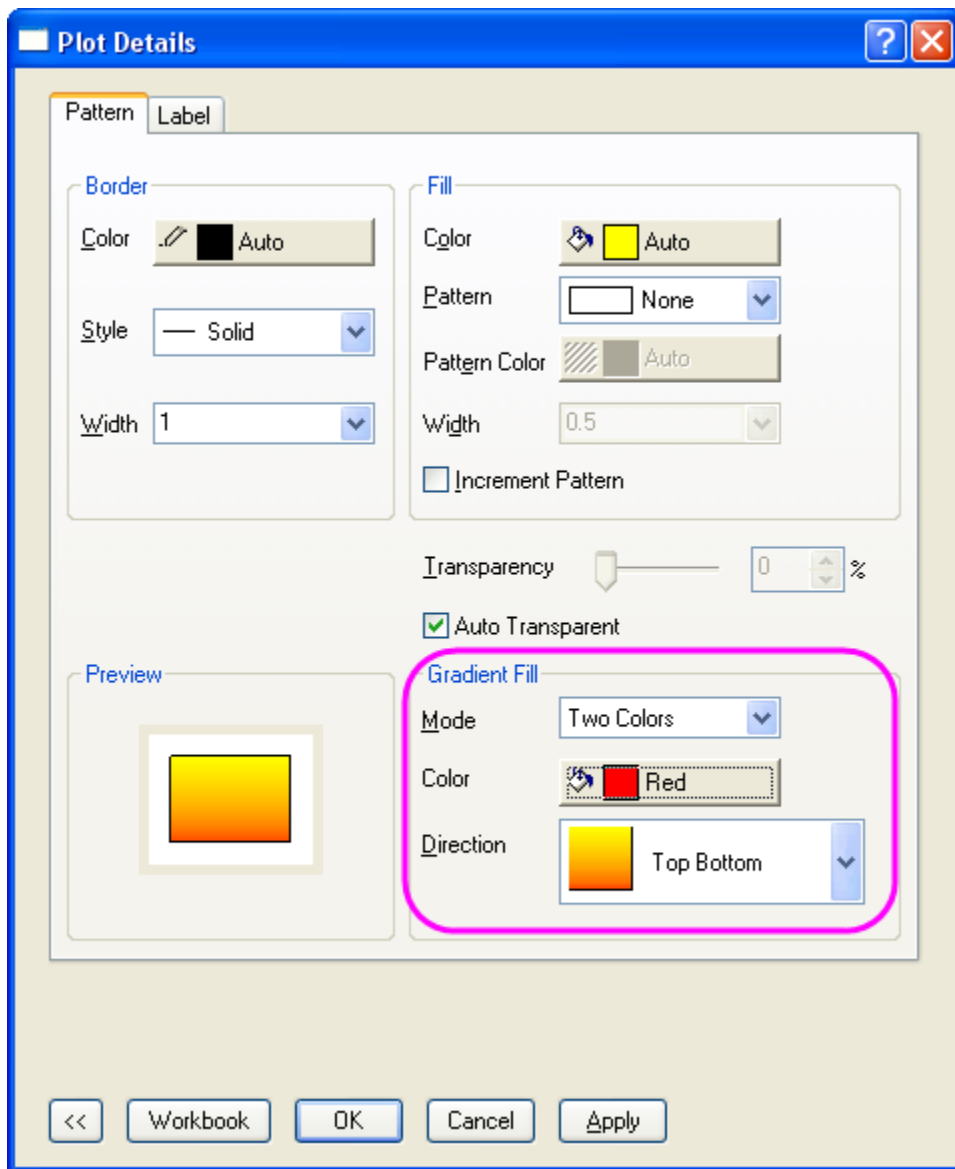 Plot Details
Pattern Label
Border
Color Auto
Style Solid
Width 1
Fill
Color Auto
Pattern None
Pattern Color Auto
Width 0.5
Increment Pattern
Transparency 0 %
Auto Transparent
Preview
Gradient Fill
Mode Two Colors
Color Red
Direction Top Bottom
<< Workbook OK Cancel Apply